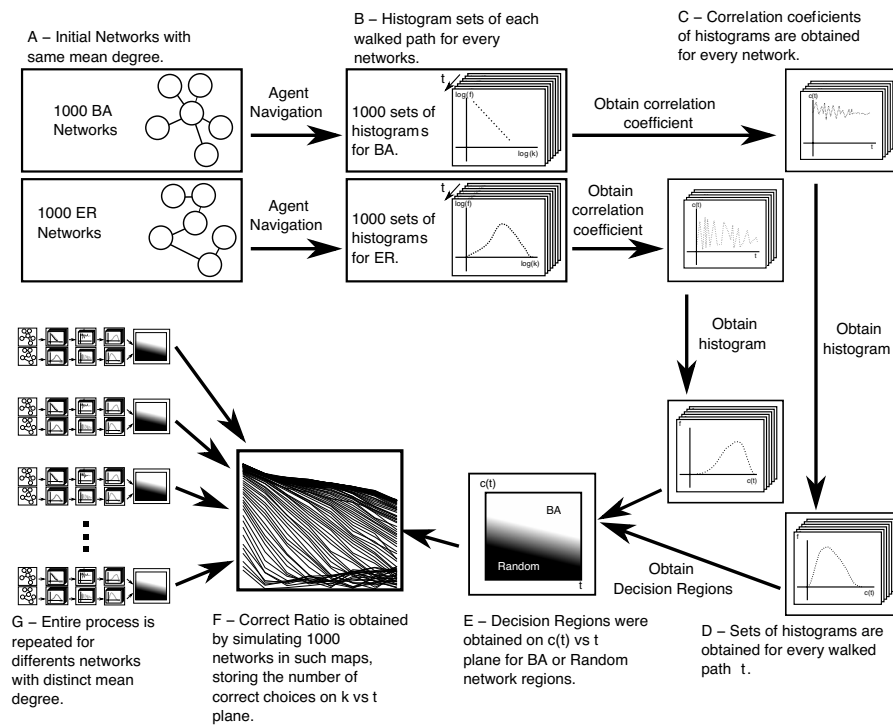 A – Initial Networks with
same mean degree.
B – Histogram sets of each
walked path for every
networks.
C – Correlation coeficients
of histograms are obtained
for every network.
1000 BA
Networks
Agent
Navigation
1000 sets of
histograms
for BA.
t
log(f)
log(k)
Obtain correlation
coefficient
c(t)
t
1000 ER
Networks
Agent
Navigation
1000 sets of
histograms
for ER.
t
log(f)
log(k)
Obtain
correlation
coefficient
c(t)
t
Obtain
histogram
Obtain
histogram
f
c(t)
c(t)
BA
Random
t
Obtain
Decision Regions
f
c(t)
G – Entire process is
repeated for
differents networks
with distinct mean
degree.
F – Correct Ratio is obtained
by simulating 1000
networks in such maps,
storing the number of
correct choices on k vs t
plane.
E – Decision Regions were
obtained on c(t) vs t
plane for BA or Random
network regions.
D – Sets of histograms are
obtained for every walked
path t.